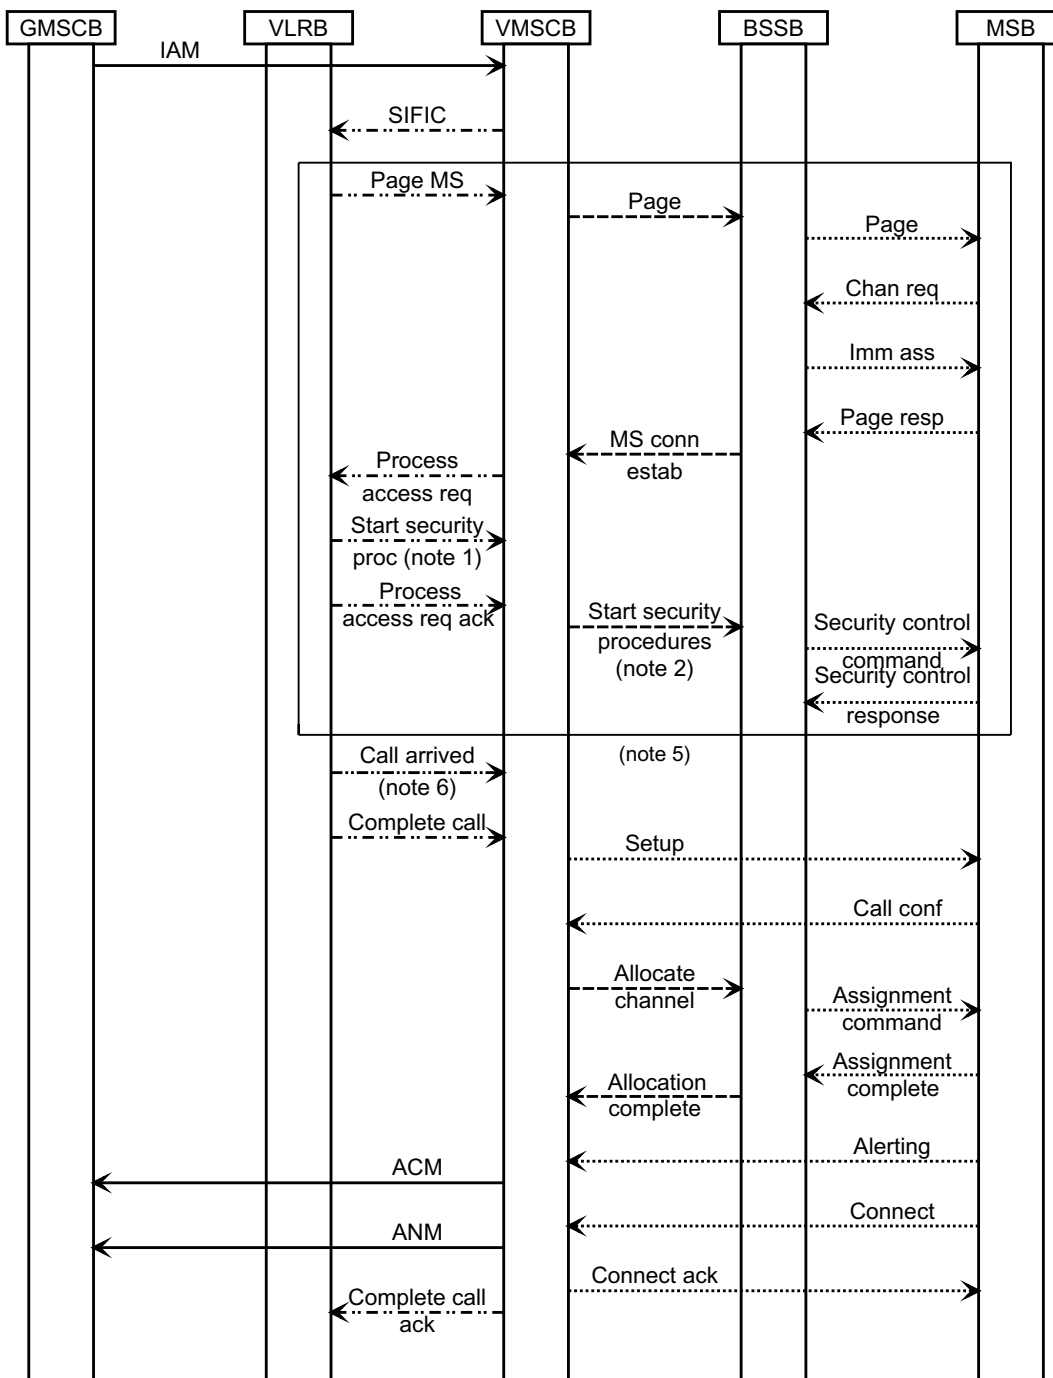 GMSCB VLRB VMSCB BSSB MSB
IAM
SIFIC
Page MS
Page
Page
Chan req
Imm ass
Page resp
MS conn
estab
Process
access req
Start security
proc (note 1)
Process
access req ack
Start security
procedures
(note 2)
Security control
command
Security control
response
(note 5)
Call arrived
(note 6)
Complete call
Setup
Call conf
Allocate
channel
Assignment
command
Assignment
complete
Allocation
complete
Alerting
ACM
Connect
ANM
Connect ack
Complete call
ack